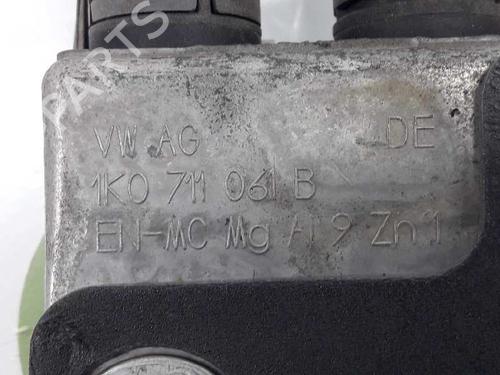 PARTS
VW AG DE
1K0 711 061 B
EN-MC Mg Al 9 Zn 1